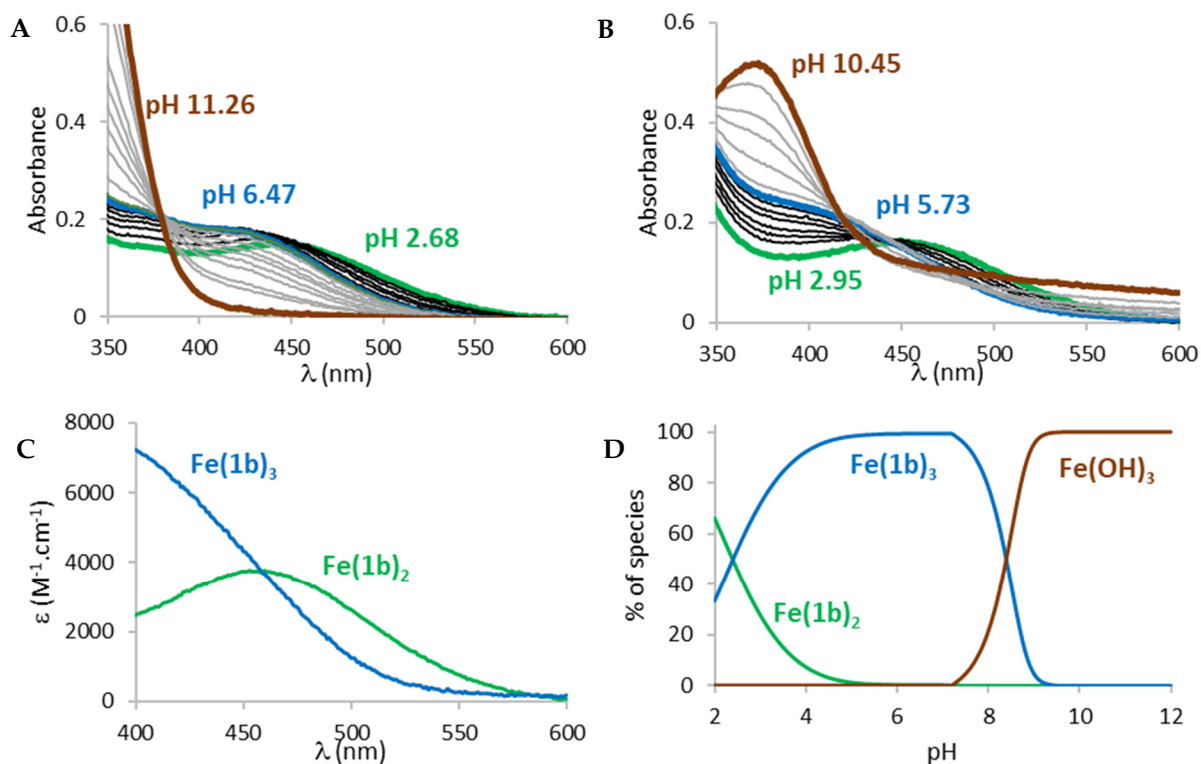 A
0.6
0.4
0.2
0
Absorbance
pH 11.26
pH 6.47
pH 2.68
350 400 450 500 550 600
λ (nm)
B
0.6
0.4
0.2
0
Absorbance
pH 10.45
pH 5.73
pH 2.95
350 400 450 500 550 600
λ (nm)
C
8000
6000
4000
2000
0
ε (M⁻¹.cm⁻¹)
Fe(1b)₃
Fe(1b)₂
400 450 500 550 600
λ (nm)
D
100
80
60
40
20
0
% of species
Fe(1b)₃
Fe(OH)₃
Fe(1b)₂
2 4 6 8 10 12
pH